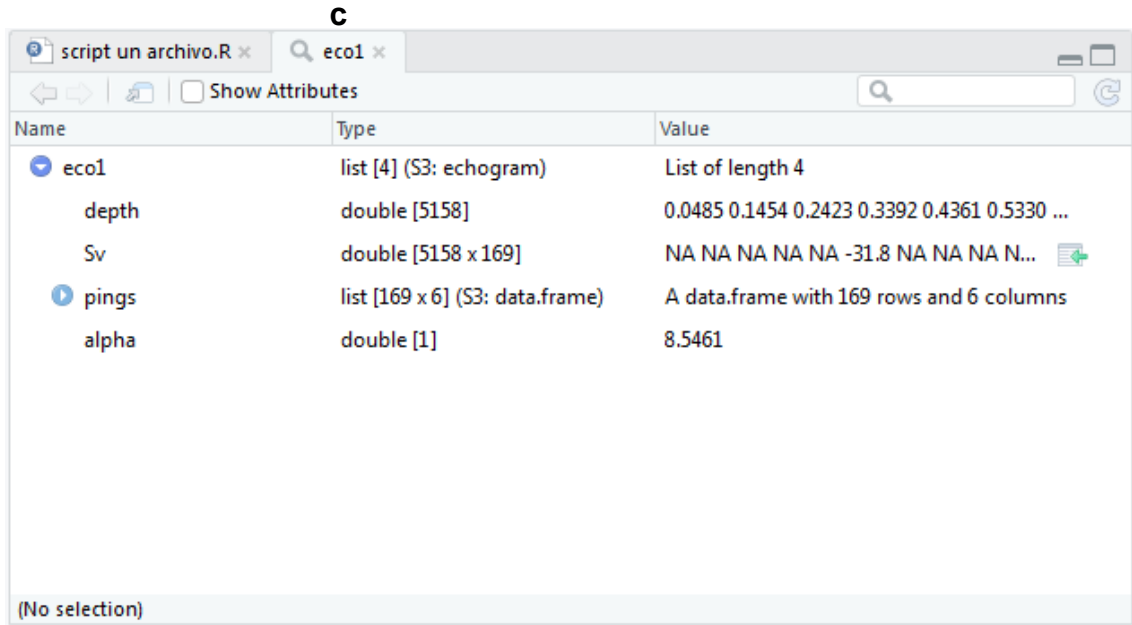 c
script un archivo.R × eco1 ×
Show Attributes
Name Type Value
eco1 list [4] (S3: echogram) List of length 4
depth double [5158] 0.0485 0.1454 0.2423 0.3392 0.4361 0.5330 ...
Sv double [5158 x 169] NA NA NA NA NA -31.8 NA NA NA N...
pings list [169 x 6] (S3: data.frame) A data.frame with 169 rows and 6 columns
alpha double [1] 8.5461
(No selection)